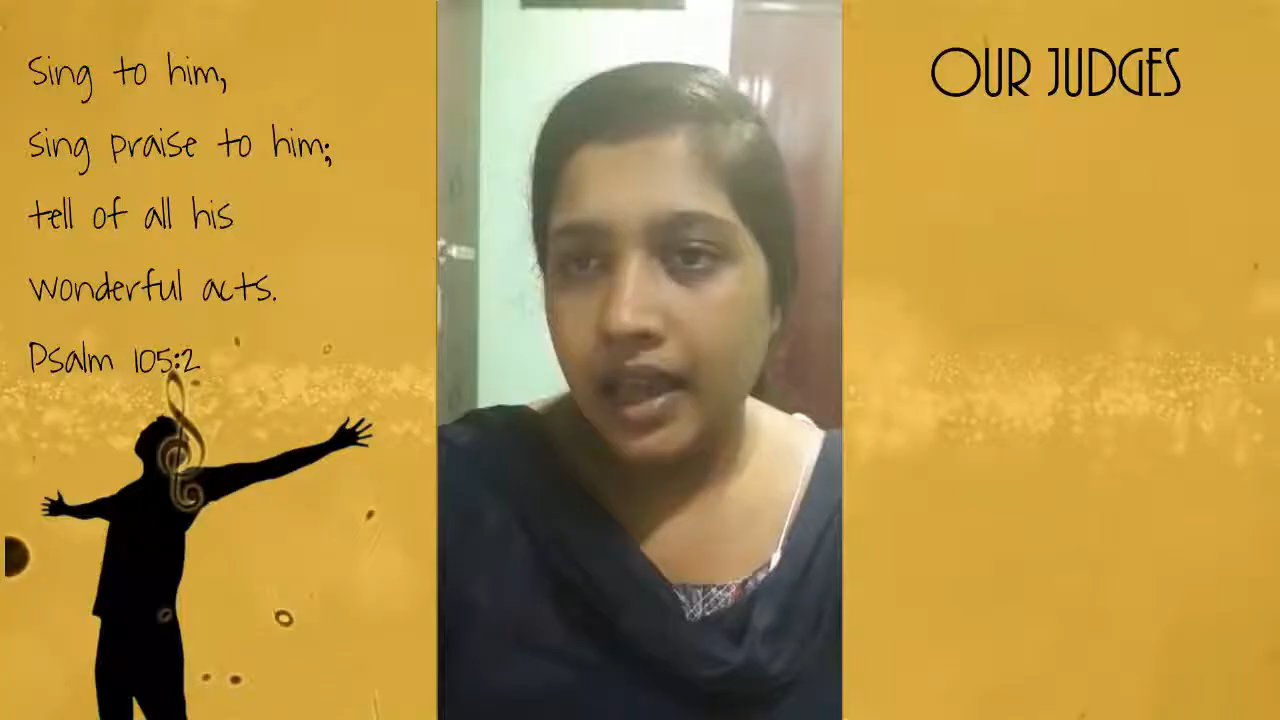 Sing to him,
sing praise to him;
tell of all his
wonderful acts.
Psalm 105:2
OUR JUDGES